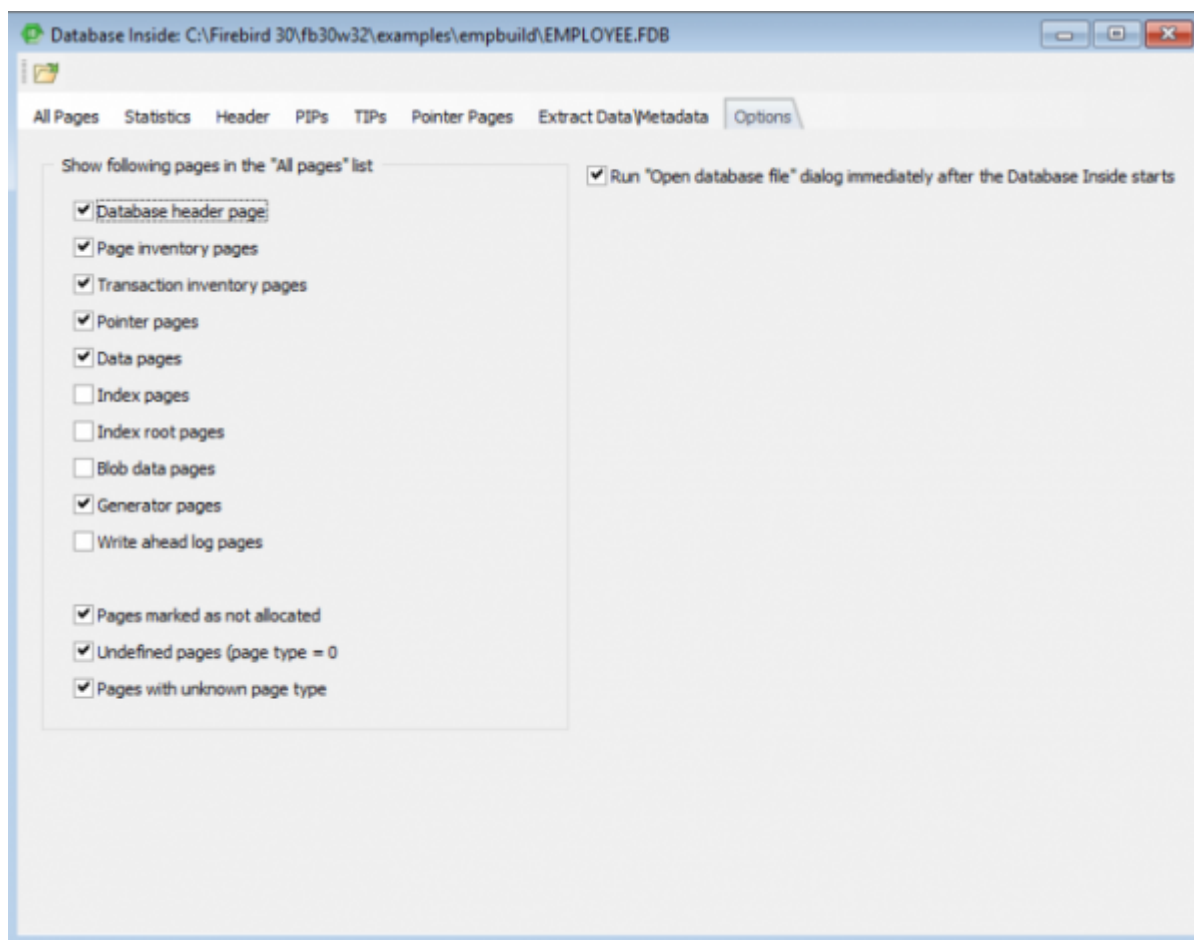 Database Inside: C:\Firebird 30\fb30w32\examples\empbuild\EMPLOYEE.FDB
All Pages Statistics Header PIPs TIPs Pointer Pages Extract Data\Metadata Options
Show following pages in the "All pages" list
Run "Open database file" dialog immediately after the Database Inside starts
Database header page
Page inventory pages
Transaction inventory pages
Pointer pages
Data pages
Index pages
Index root pages
Blob data pages
Generator pages
Write ahead log pages
Pages marked as not allocated
Undefined pages (page type = 0
Pages with unknown page type